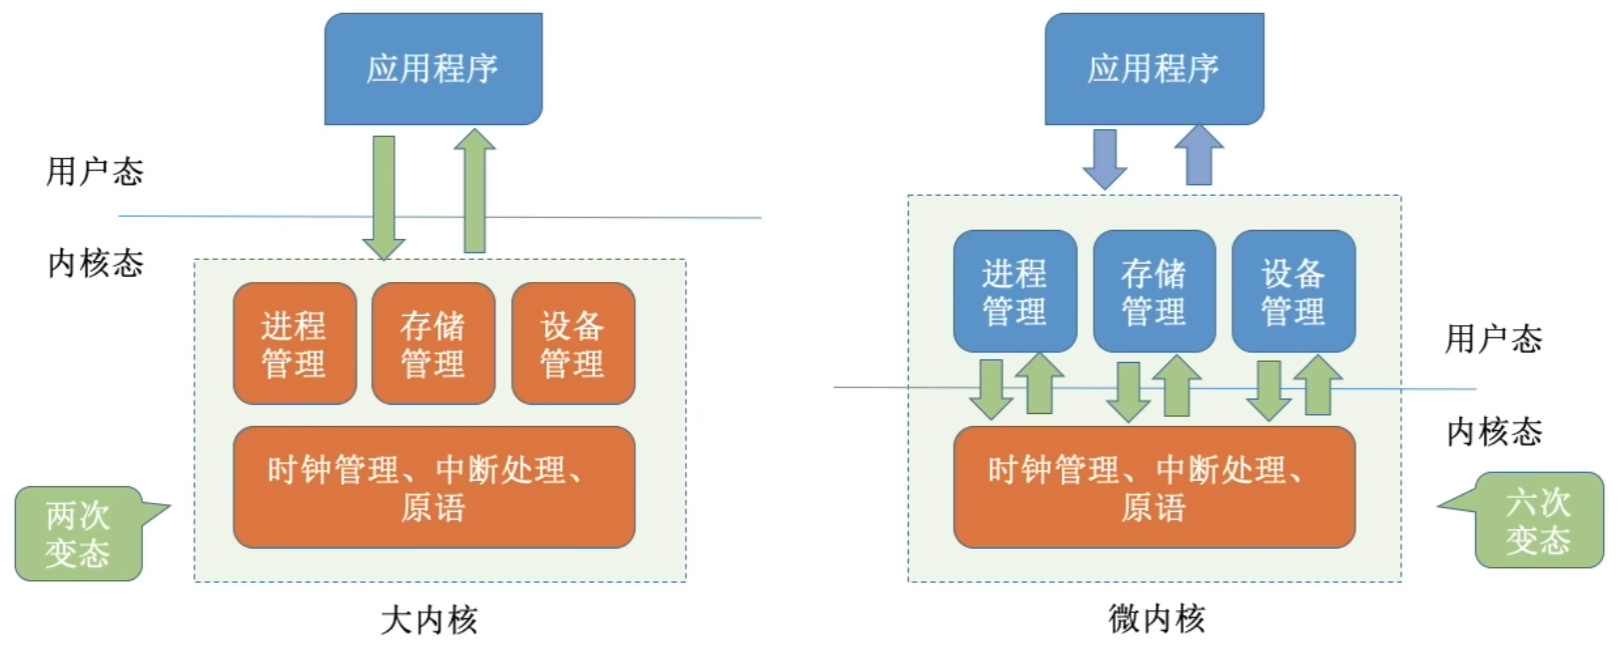 应用程序
用户态
内核态
进程
管理
存储
管理
设备
管理
时钟管理、中断处理、
原语
两次
变态
大内核
应用程序
进程
管理
存储
管理
设备
管理
用户态
内核态
时钟管理、中断处理、
原语
六次
变态
微内核